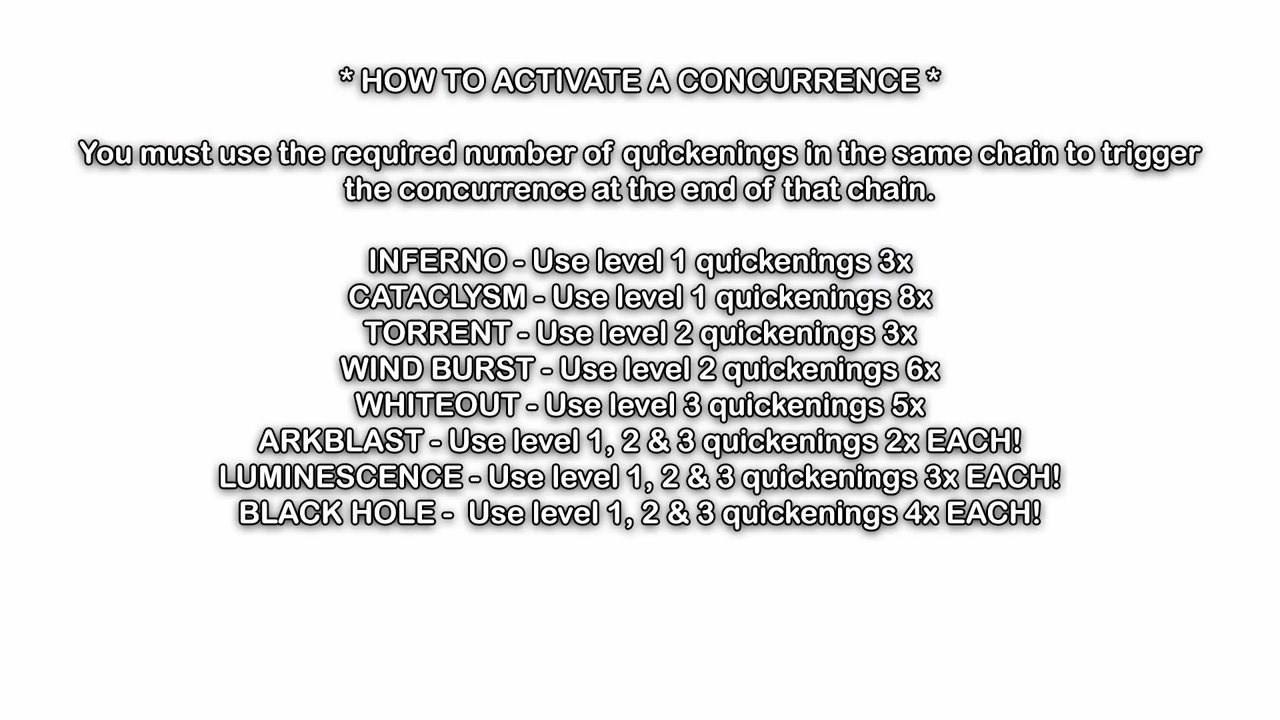 * HOW TO ACTIVATE A CONCURRENCE *
You must use the required number of quickenings in the same chain to trigger
the concurrence at the end of that chain.
INFERNO - Use level 1 quickenings 3x
CATACLYSM - Use level 1 quickenings 8x
TORRENT - Use level 2 quickenings 3x
WIND BURST - Use level 2 quickenings 6x
WHITEOUT - Use level 3 quickenings 5x
ARKBLAST - Use level 1, 2 & 3 quickenings 2x EACH!
LUMINESCENCE - Use level 1, 2 & 3 quickenings 3x EACH!
BLACK HOLE -  Use level 1, 2 & 3 quickenings 4x EACH!